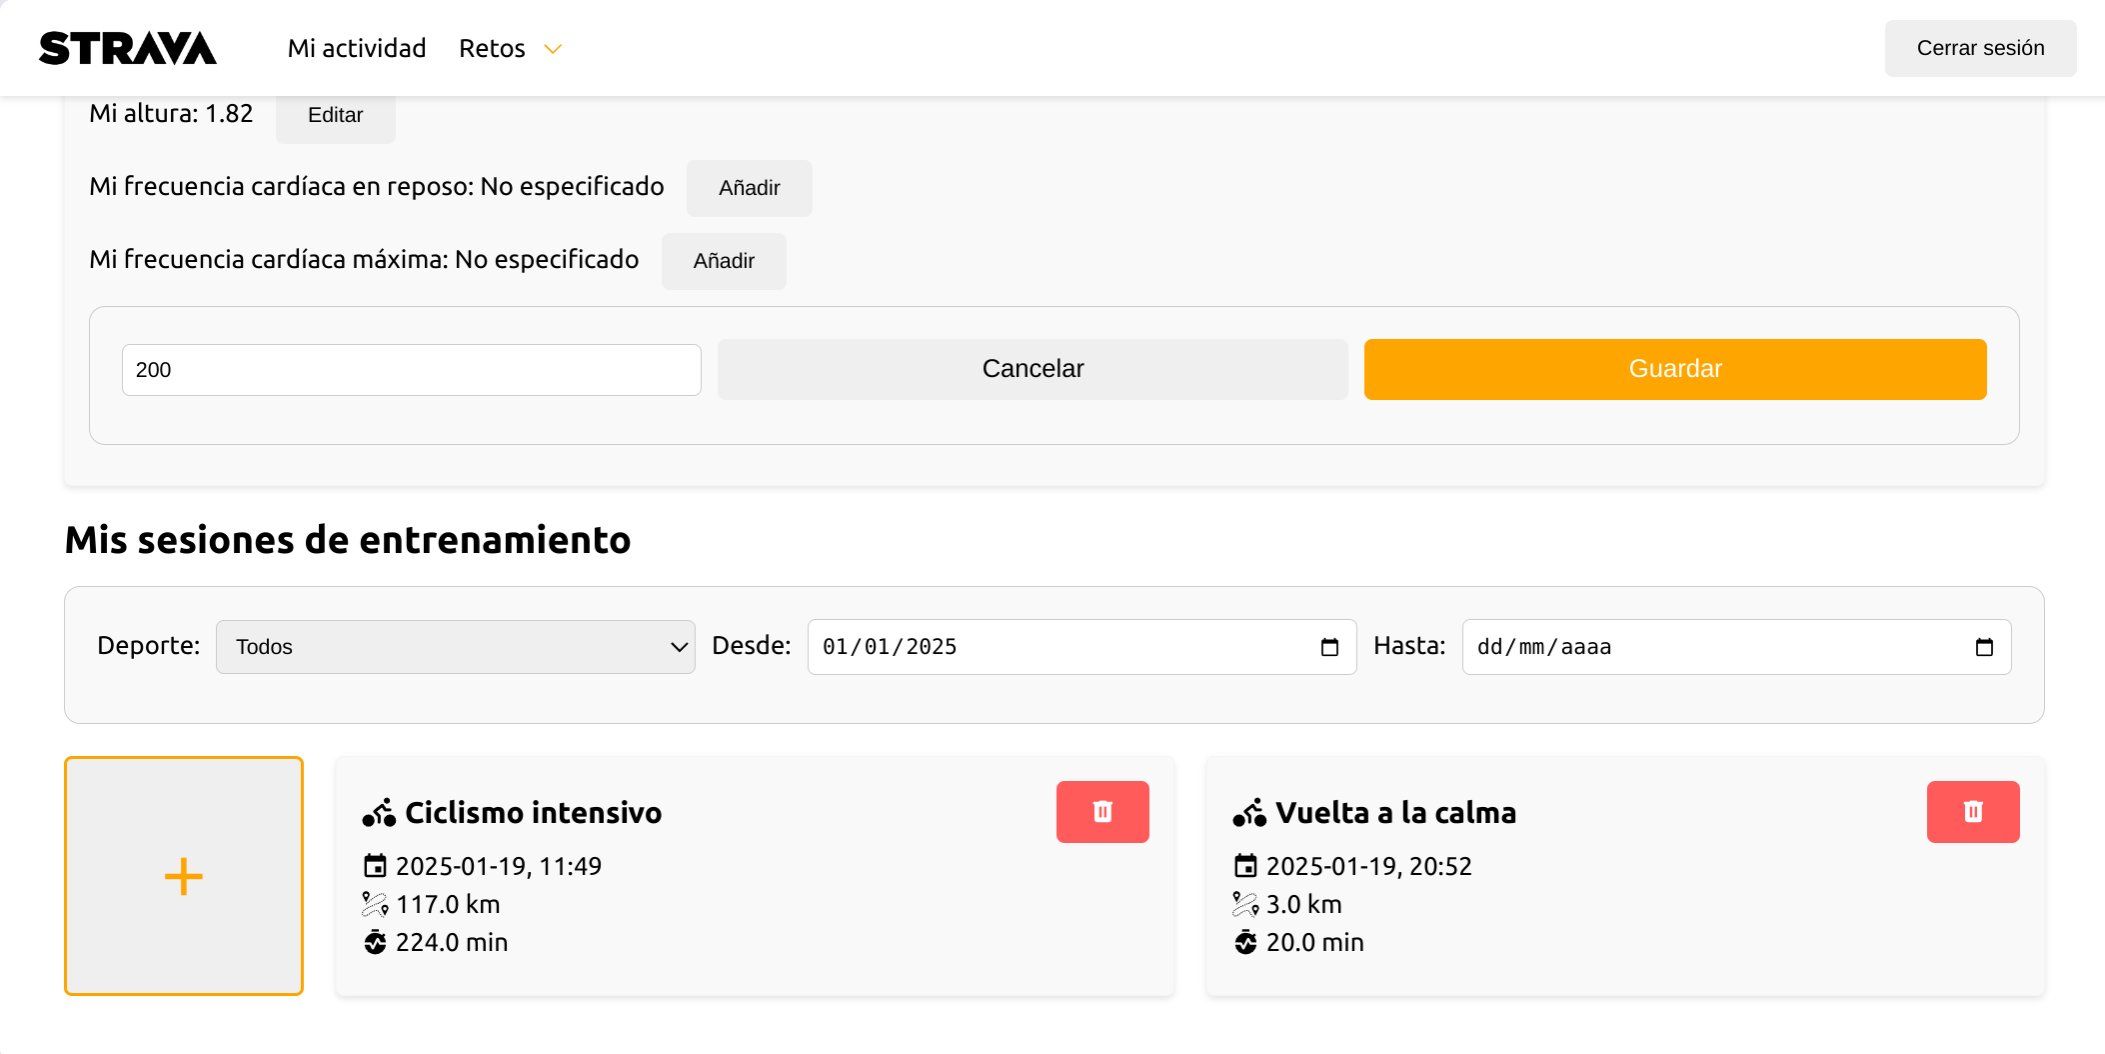 STRAVA Mi actividad Retos Cerrar sesión
Mi altura: 1.82 Editar
Mi frecuencia cardíaca en reposo: No especificado Añadir
Mi frecuencia cardíaca máxima: No especificado Añadir
200 Cancelar Guardar
Mis sesiones de entrenamiento
Deporte: Todos Desde: 01/01/2025 Hasta: dd/mm/aaaa
+
Ciclismo intensivo
2025-01-19, 11:49
117.0 km
224.0 min
Vuelta a la calma
2025-01-19, 20:52
3.0 km
20.0 min